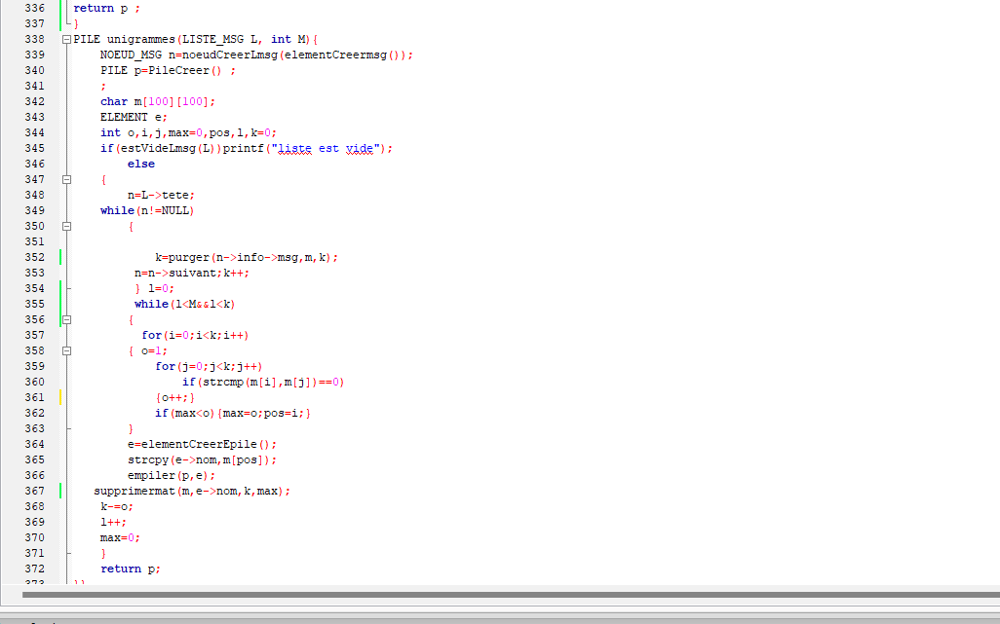 336 return p ;
337 }
338 PILE unigrammes(LISTE_MSG L, int M){
339 NOEUD_MSG n=noeudCreerLmsg(elementCreermsg());
340 PILE p=PileCreer() ;
341 ;
342 char m[100][100];
343 ELEMENT e;
344 int o,i,j,max=0,pos,l,k=0;
345 if(estVideLmsg(L))printf("liste est vide");
346 else
347 {
348 n=L->tete;
349 while(n!=NULL)
350 {
351
352 k=purger(n->info->msg,m,k);
353 n=n->suivant;k++;
354 } l=0;
355 while(l<M&&l<k)
356 {
357 for(i=0;i<k;i++)
358 { o=1;
359 for(j=0;j<k;j++)
360 if(strcmp(m[i],m[j])==0)
361 {o++;}
362 if(max<o){max=o;pos=i;}
363 }
364 e=elementCreerEpile();
365 strcpy(e->nom,m[pos]);
366 empiler(p,e);
367 supprimermat(m,e->nom,k,max);
368 k-=o;
369 l++;
370 max=0;
371 }
372 return p;
373 }}